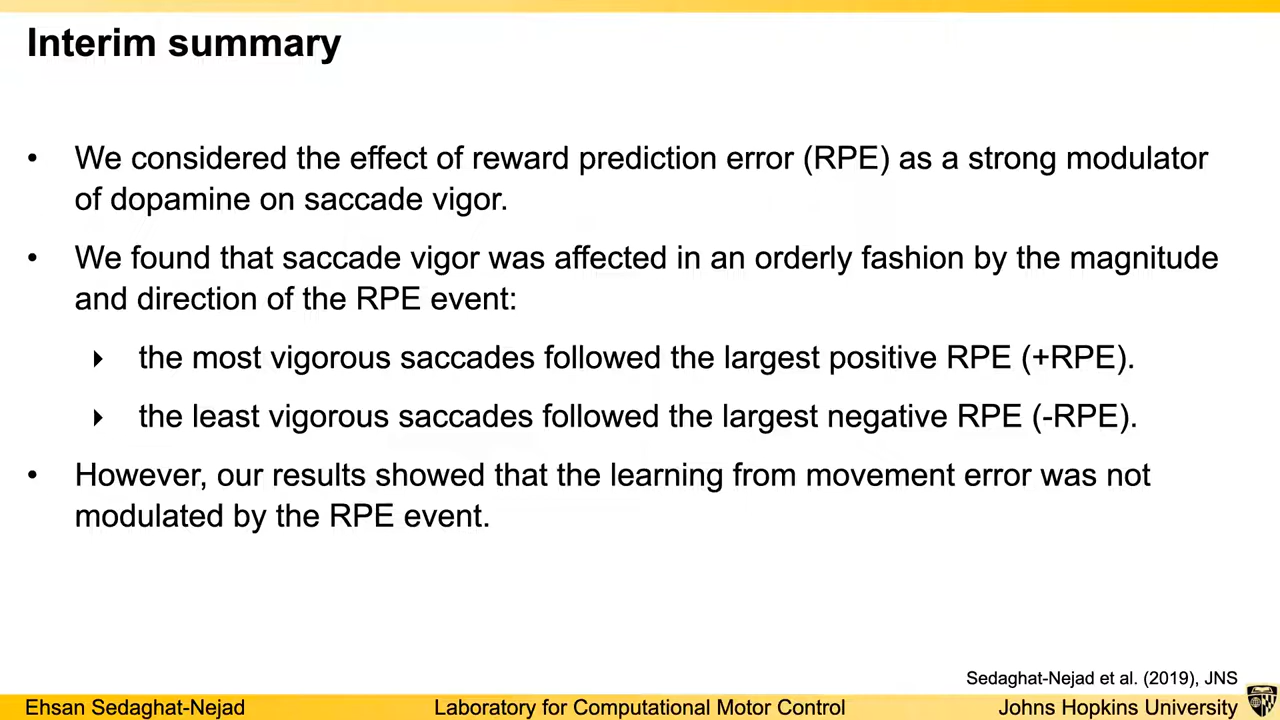 Interim summary
• We considered the effect of reward prediction error (RPE) as a strong modulator
of dopamine on saccade vigor.
• We found that saccade vigor was affected in an orderly fashion by the magnitude
and direction of the RPE event:
‣ the most vigorous saccades followed the largest positive RPE (+RPE).
‣ the least vigorous saccades followed the largest negative RPE (-RPE).
• However, our results showed that the learning from movement error was not
modulated by the RPE event.
Sedaghat-Nejad et al. (2019), JNS
Ehsan Sedaghat-Nejad
Laboratory for Computational Motor Control
Johns Hopkins University